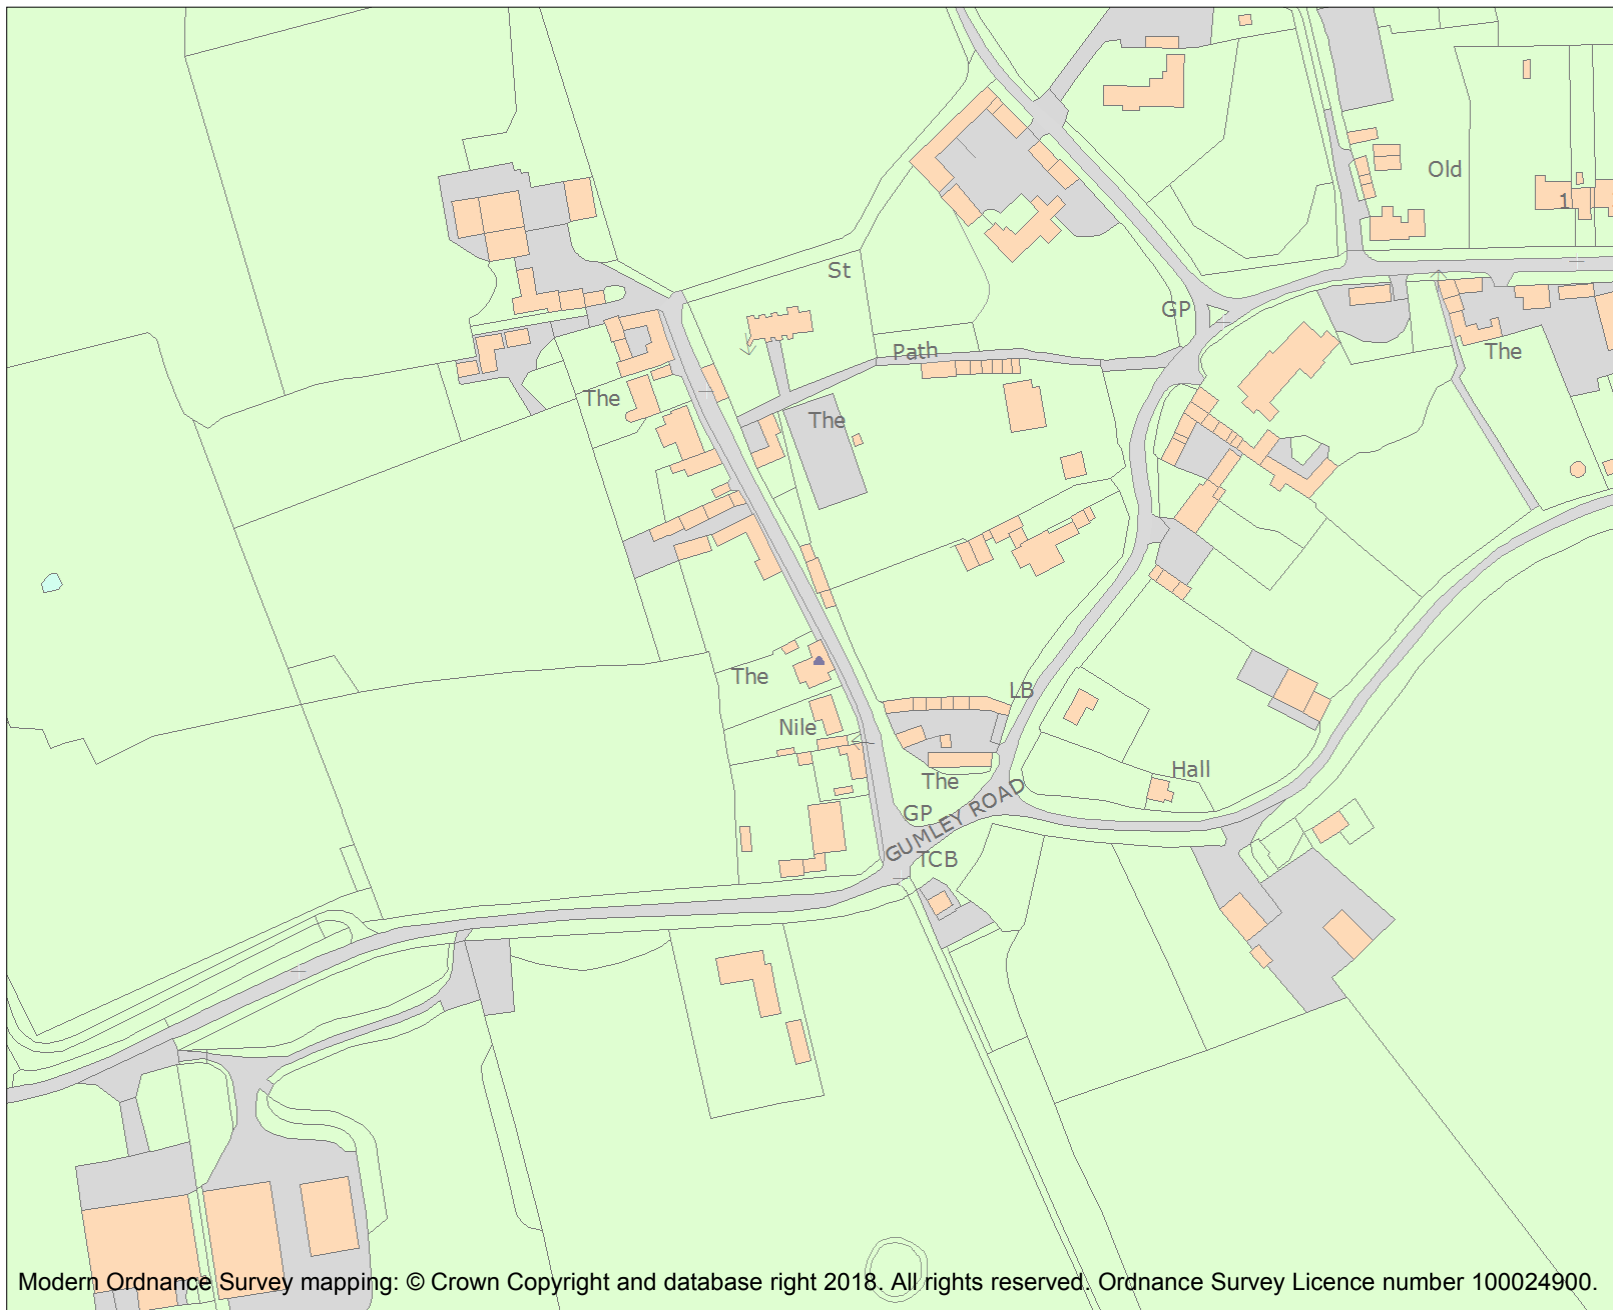 Old
1
St
GP
Path
The
The
The
The
LB
Nile
Hall
The
GP
GUMLEY ROAD
TCB
Modern Ordnance Survey mapping: © Crown Copyright and database right 2018. All rights reserved. Ordnance Survey Licence number 100024900.